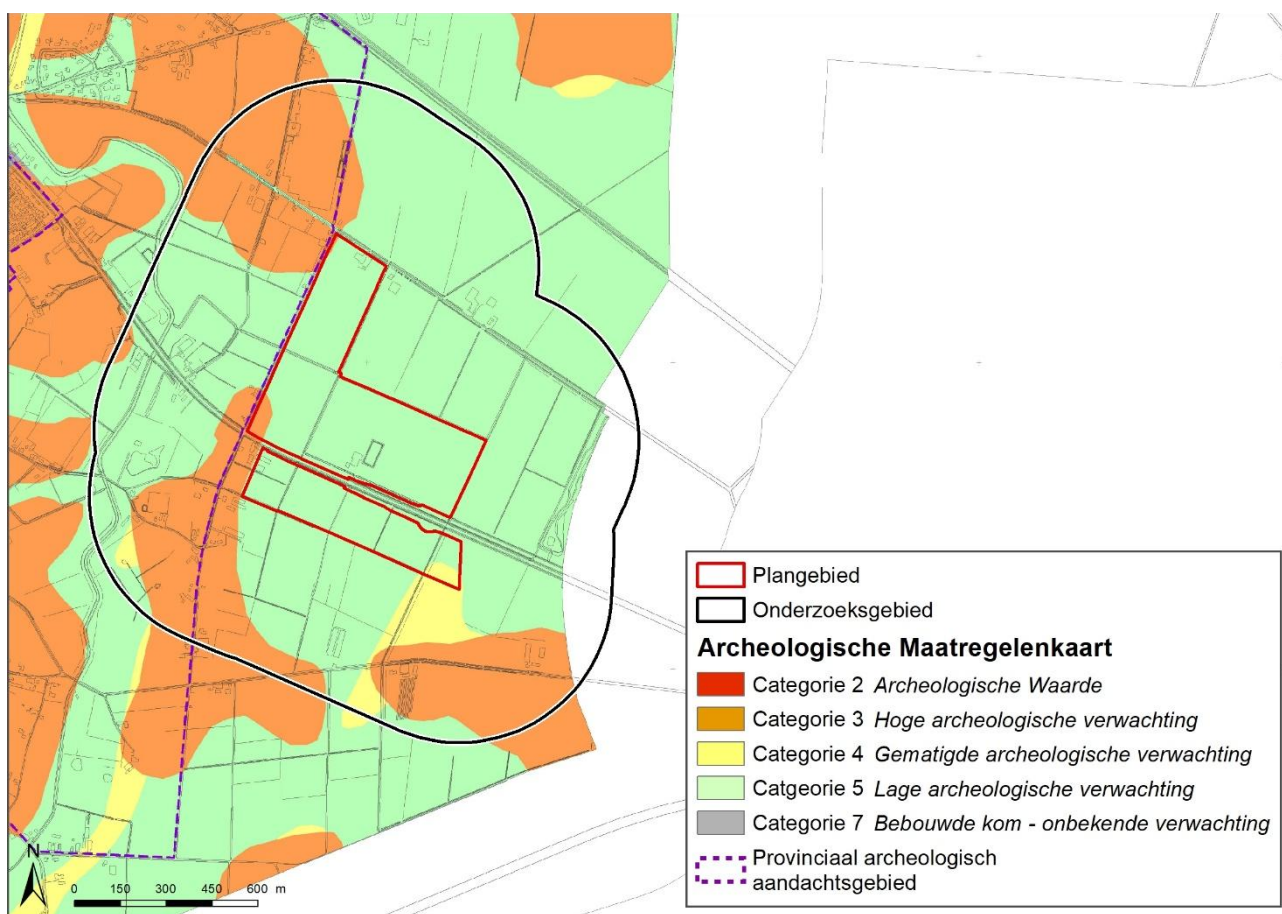 Plangebied
Onderzoeksgebied
Archeologische Maatregelenkaart
Categorie 2 Archeologische Waarde
Categorie 3 Hoge archeologische verwachting
Categorie 4 Gematigde archeologische verwachting
Catgeorie 5 Lage archeologische verwachting
Categorie 7 Bebouwde kom - onbekende verwachting
Provinciaal archeologisch
aandachtsgebied
N
0 150 300 450 600 m